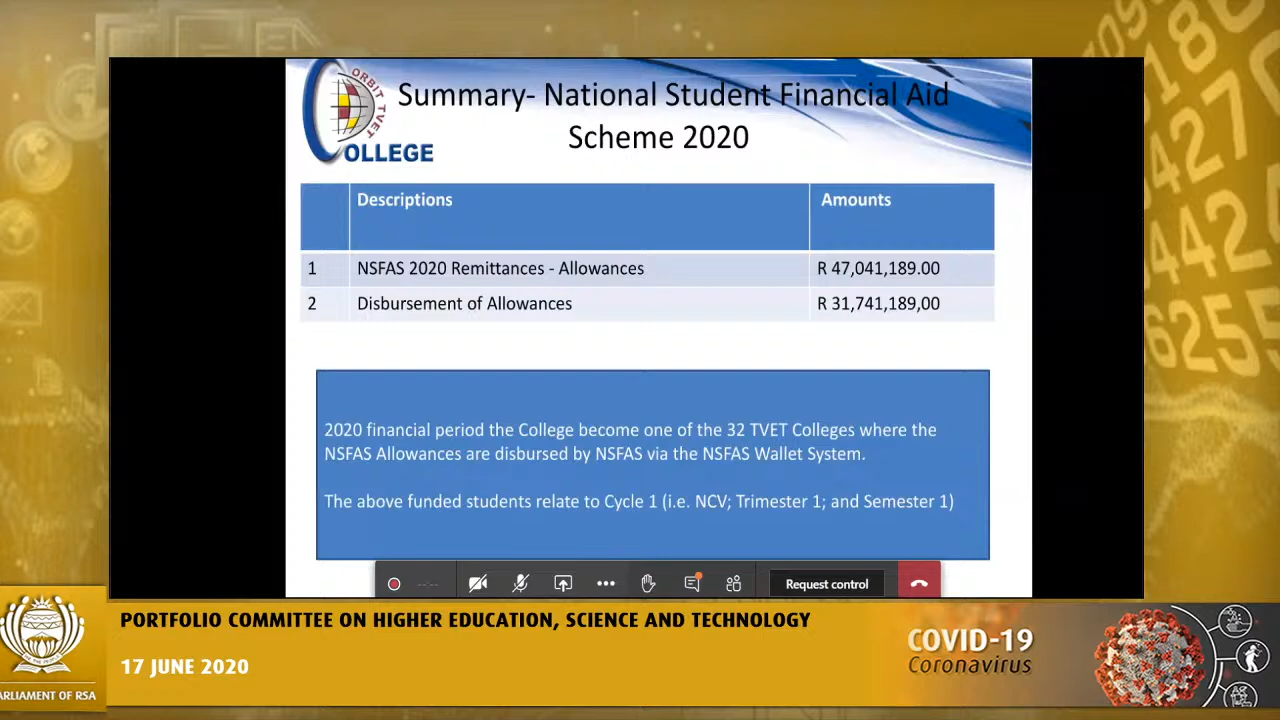 ORBIT TVET
COLLEGE
Summary- National Student Financial Aid
Scheme 2020
Descriptions
Amounts
1
NSFAS 2020 Remittances - Allowances
R 47,041,189.00
2
Disbursement of Allowances
R 31,741,189,00
2020 financial period the College become one of the 32 TVET Colleges where the
NSFAS Allowances are disbursed by NSFAS via the NSFAS Wallet System.
The above funded students relate to Cycle 1 (i.e. NCV; Trimester 1; and Semester 1)
--:--
Request control
PORTFOLIO COMMITTEE ON HIGHER EDUCATION, SCIENCE AND TECHNOLOGY
17 JUNE 2020
ARLIAMENT OF RSA
COVID-19
Coronavirus